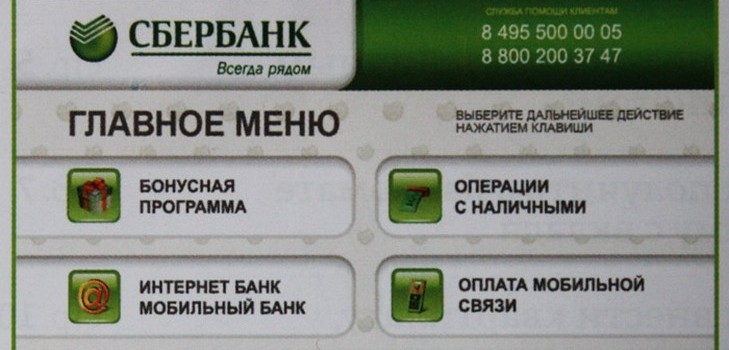 СБЕРБАНК
Всегда рядом
СЛУЖБА ПОМОЩИ КЛИЕНТАМ
8 495 500 00 05
8 800 200 37 47
ГЛАВНОЕ МЕНЮ
ВЫБЕРИТЕ ДАЛЬНЕЙШЕЕ ДЕЙСТВИЕ
НАЖАТИЕМ КЛАВИШИ
БОНУСНАЯ
ПРОГРАММА
ОПЕРАЦИИ
С НАЛИЧНЫМИ
ИНТЕРНЕТ БАНК
МОБИЛЬНЫЙ БАНК
ОПЛАТА МОБИЛЬНОЙ
СВЯЗИ